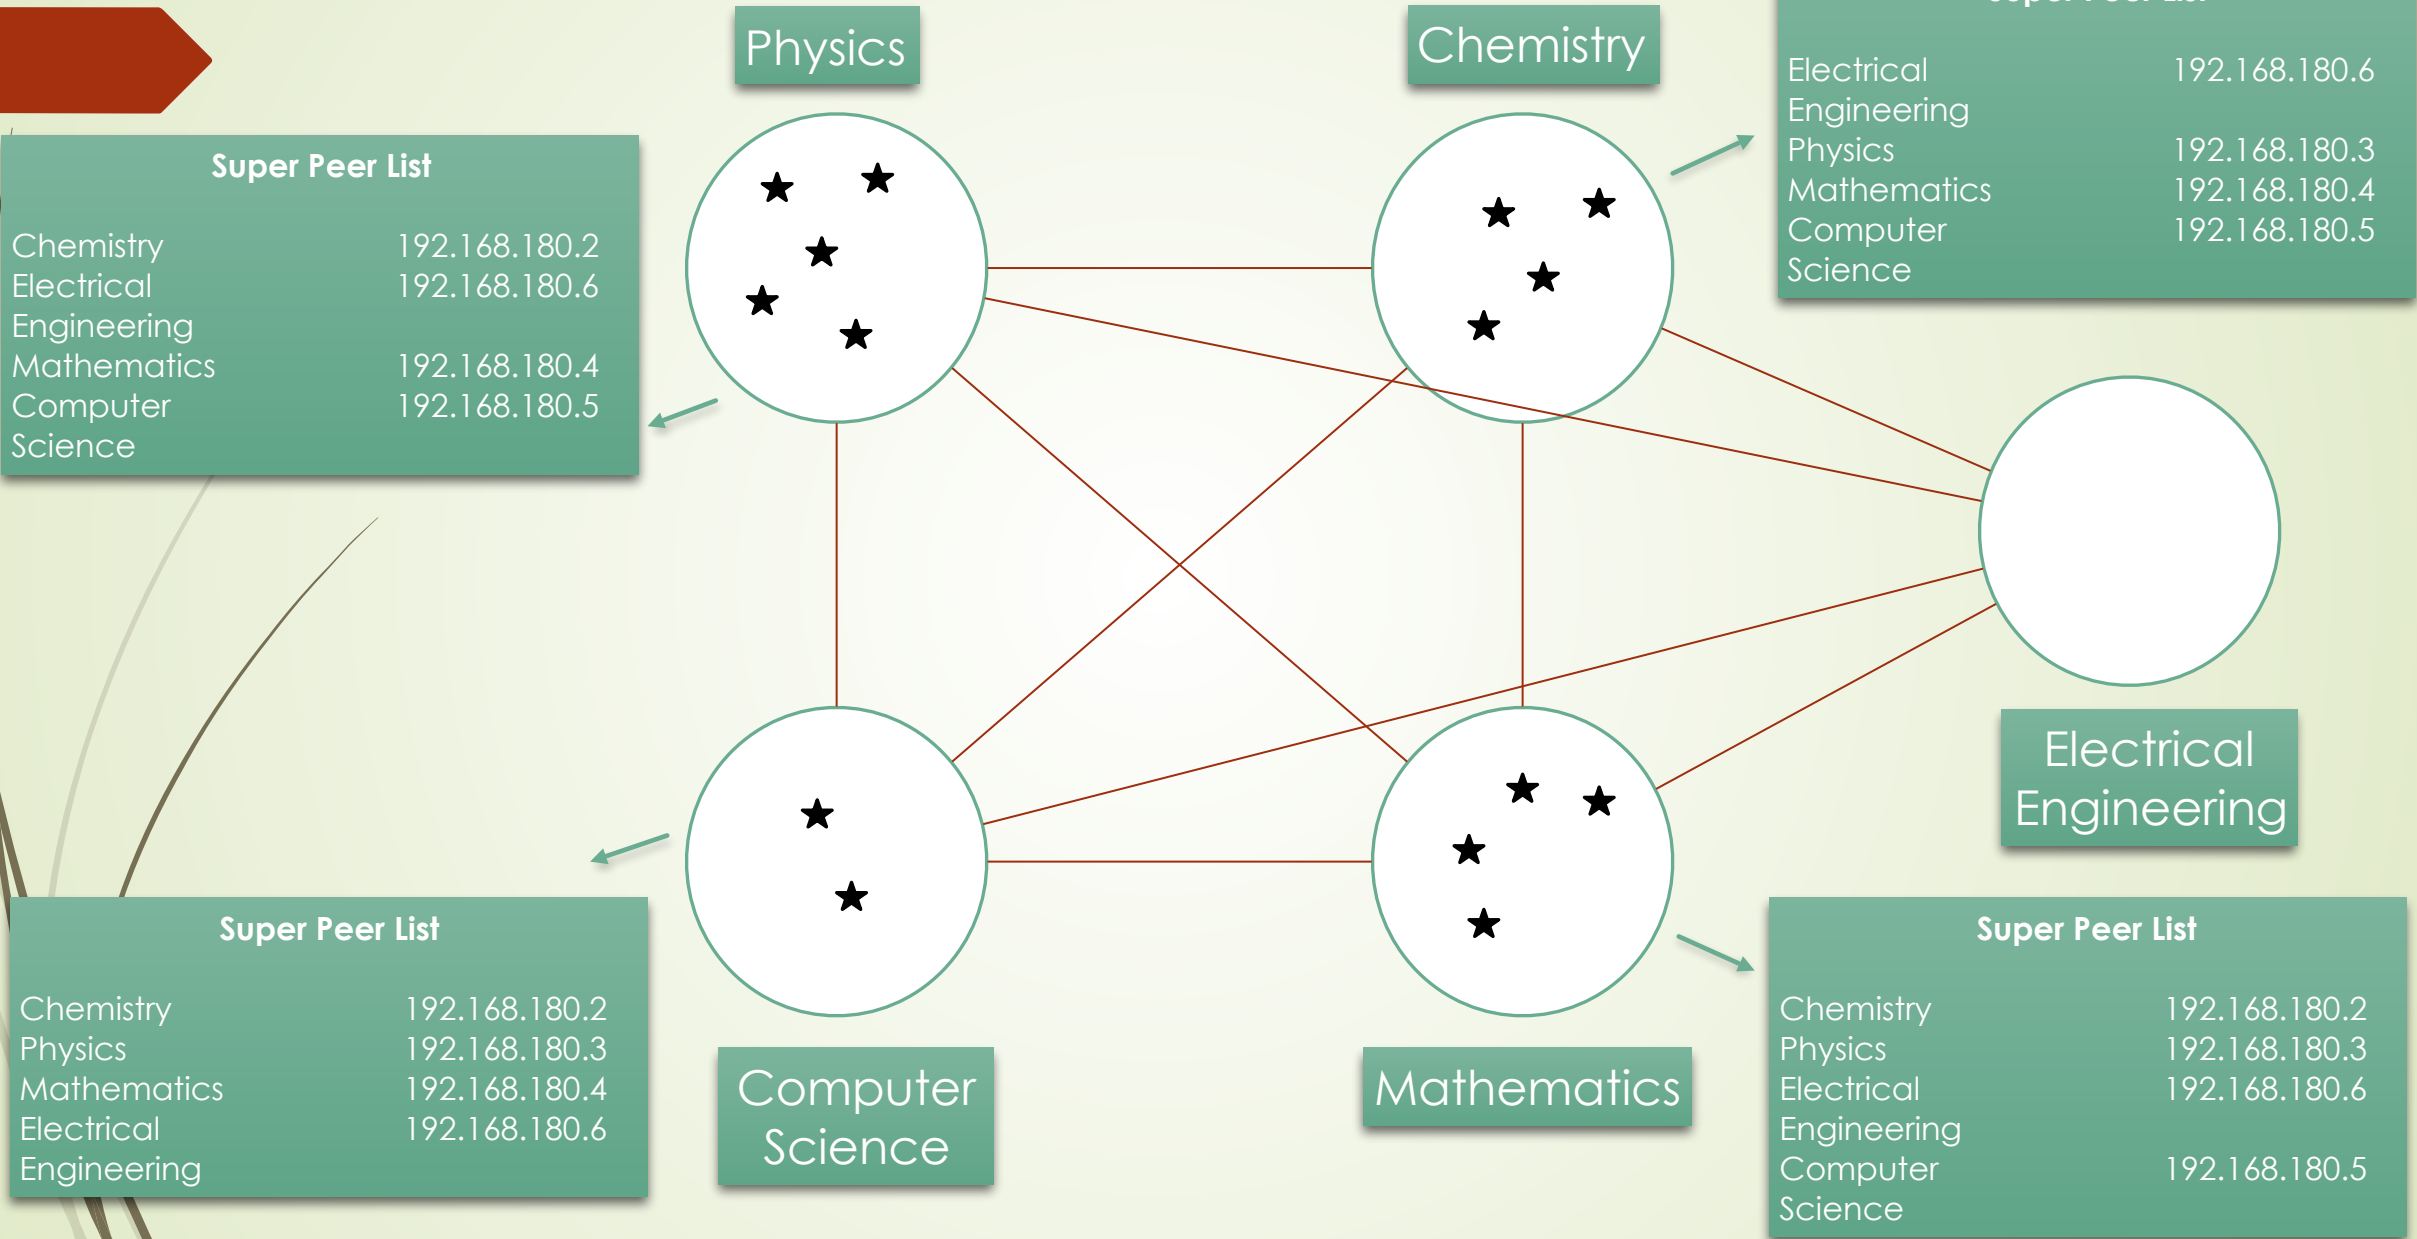 Physics
Chemistry
Super Peer List
Electrical 192.168.180.6
Engineering
Physics 192.168.180.3
Mathematics 192.168.180.4
Computer 192.168.180.5
Science
Super Peer List
Chemistry 192.168.180.2
Electrical 192.168.180.6
Engineering
Mathematics 192.168.180.4
Computer 192.168.180.5
Science
Electrical
Engineering
Super Peer List
Chemistry 192.168.180.2
Physics 192.168.180.3
Mathematics 192.168.180.4
Electrical 192.168.180.6
Engineering
Computer
Science
Mathematics
Super Peer List
Chemistry 192.168.180.2
Physics 192.168.180.3
Electrical 192.168.180.6
Engineering
Computer 192.168.180.5
Science